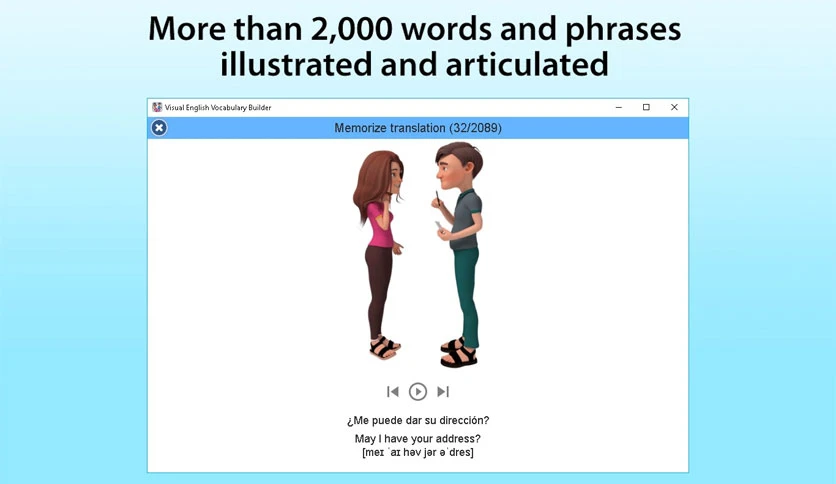 More than 2,000 words and phrases
illustrated and articulated
Visual English Vocabulary Builder
Memorize translation (32/2089)
¿Me puede dar su dirección?
May I have your address?
[meɪ ˈaɪ həv jər əˈdres]